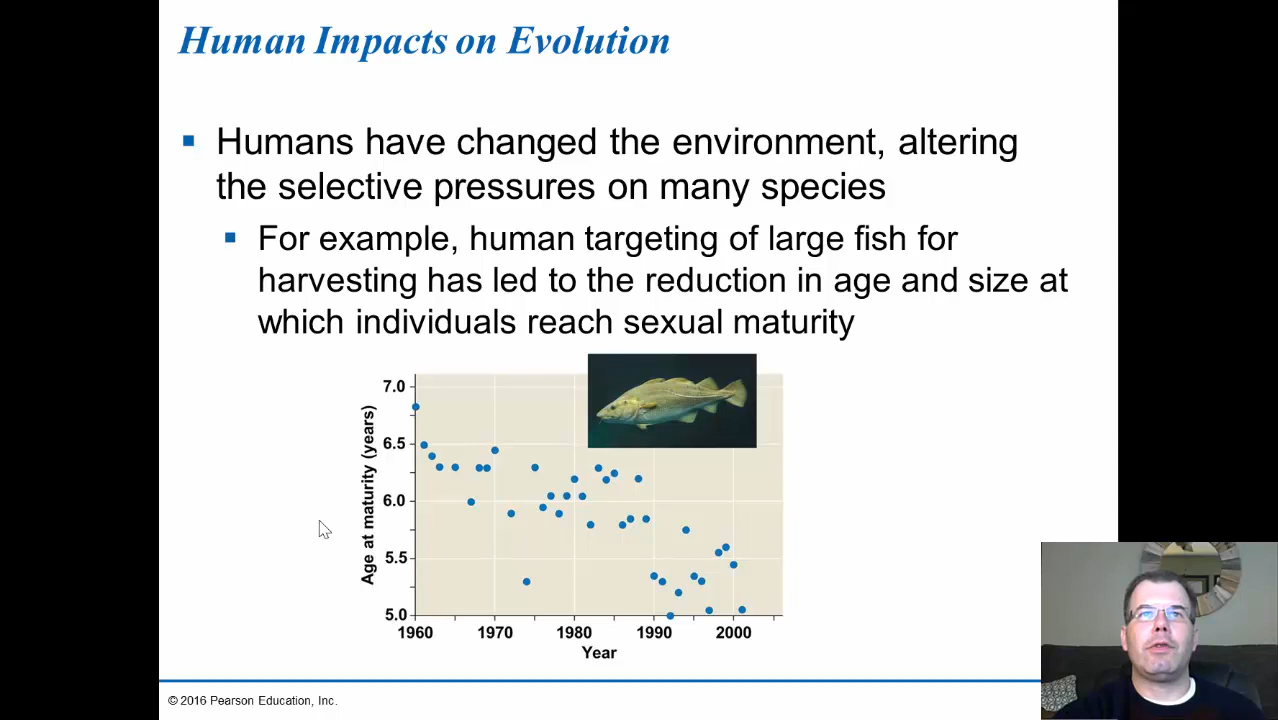 Human Impacts on Evolution
Humans have changed the environment, altering
the selective pressures on many species
For example, human targeting of large fish for
harvesting has led to the reduction in age and size at
which individuals reach sexual maturity
7.0
6.5
6.0
5.5
5.0
Age at maturity (years)
1960 1970 1980 1990 2000
Year
© 2016 Pearson Education, Inc.